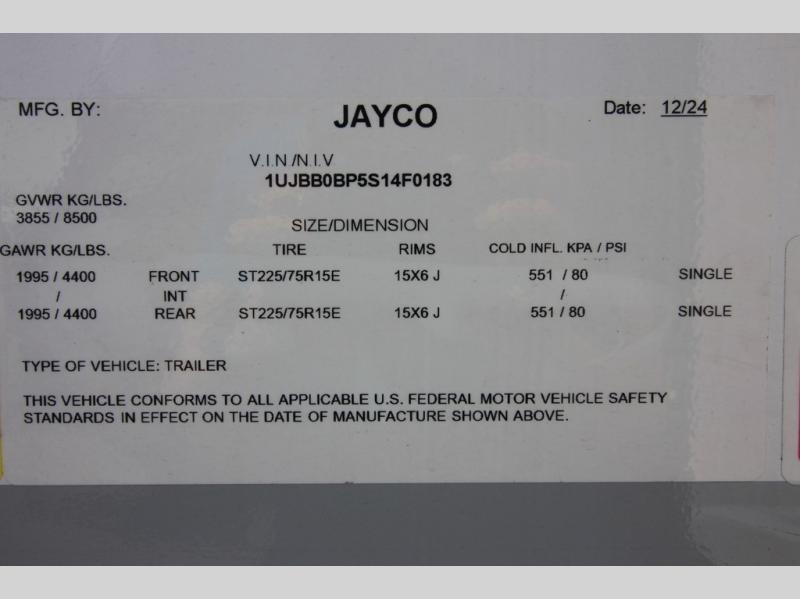 MFG. BY: JAYCO Date: 12/24
V.I.N/N.I.V
1UJBB0BP5S14F0183
GVWR KG/LBS.
3855 / 8500
SIZE/DIMENSION
GAWR KG/LBS. TIRE RIMS COLD INFL. KPA / PSI
1995 / 4400 FRONT ST225/75R15E 15X6 J 551 / 80 SINGLE
/ INT /
1995 / 4400 REAR ST225/75R15E 15X6 J 551 / 80 SINGLE
TYPE OF VEHICLE: TRAILER
THIS VEHICLE CONFORMS TO ALL APPLICABLE U.S. FEDERAL MOTOR VEHICLE SAFETY
STANDARDS IN EFFECT ON THE DATE OF MANUFACTURE SHOWN ABOVE.